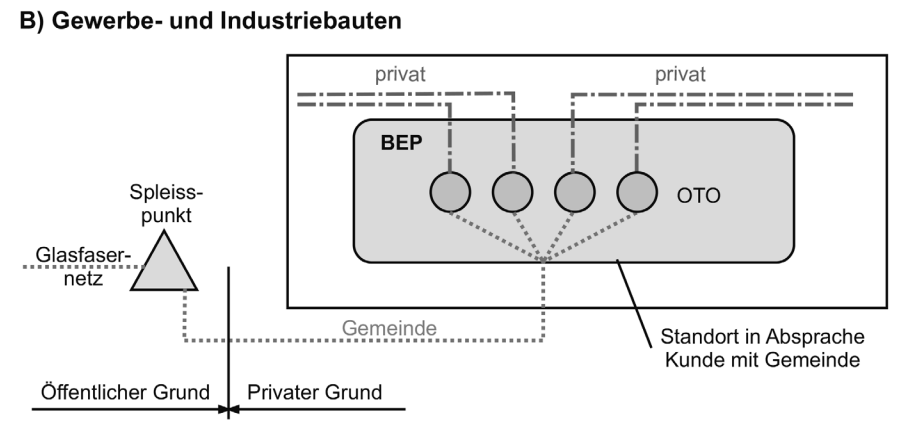 B) Gewerbe- und Industriebauten
privat
privat
BEP
OTO
Spleiss-
punkt
Glasfaser-
netz
Gemeinde
Standort in Absprache
Kunde mit Gemeinde
Öffentlicher Grund
Privater Grund